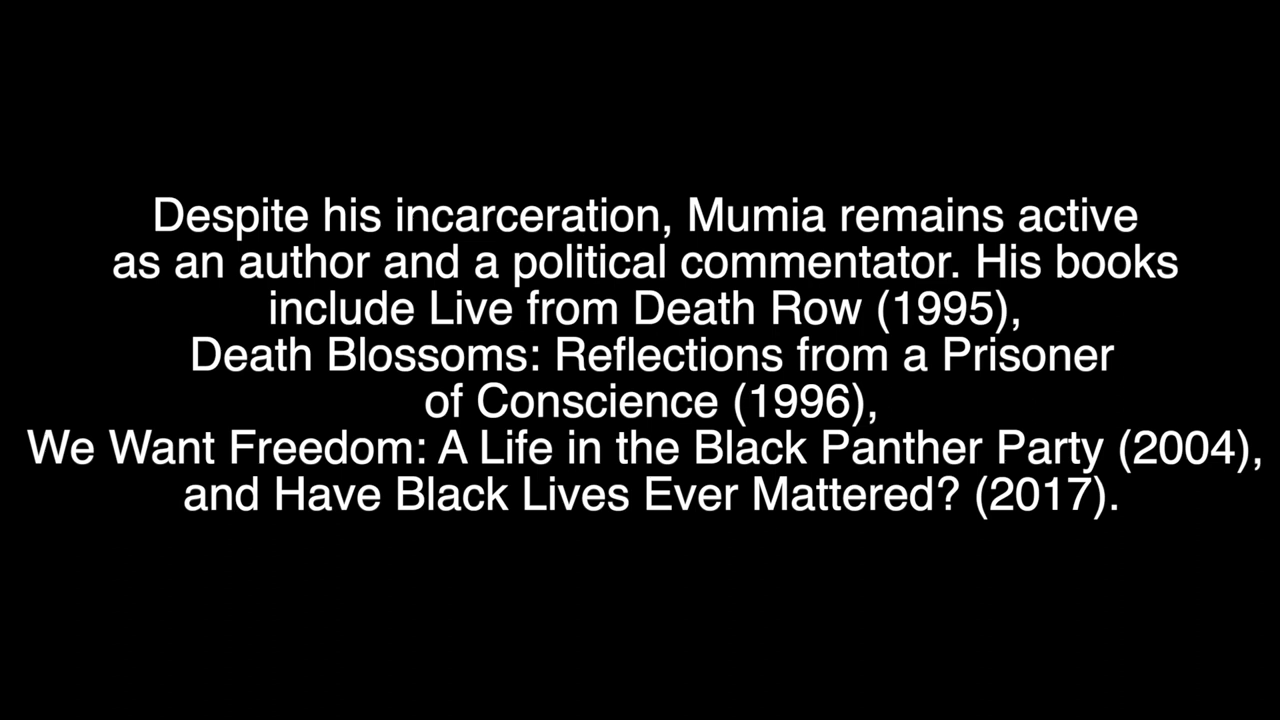 Despite his incarceration, Mumia remains active
as an author and a political commentator. His books
include Live from Death Row (1995),
Death Blossoms: Reflections from a Prisoner
of Conscience (1996),
We Want Freedom: A Life in the Black Panther Party (2004),
and Have Black Lives Ever Mattered? (2017).